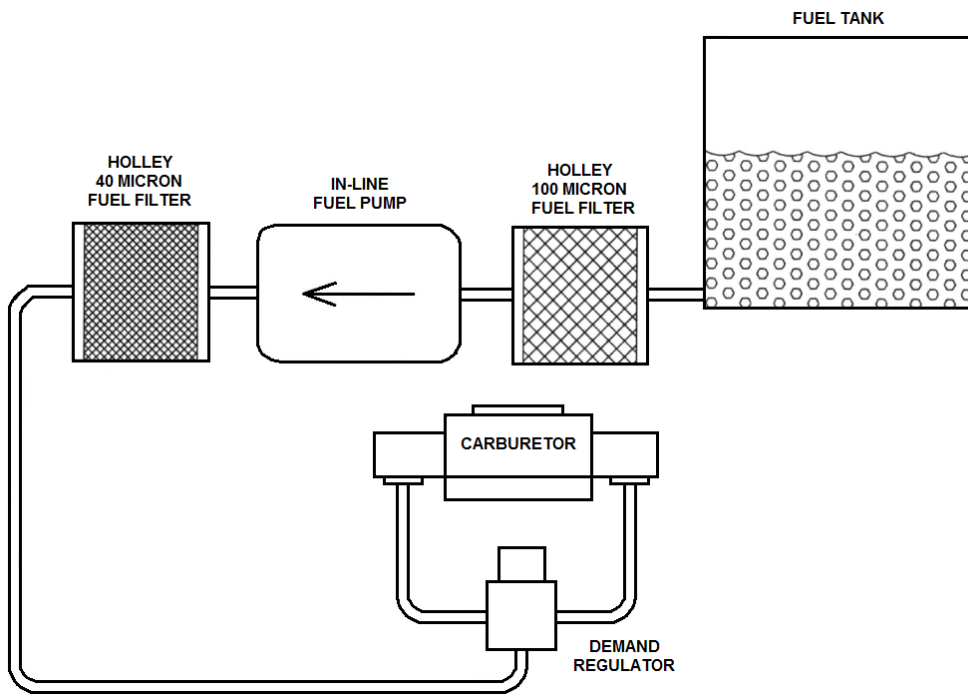 FUEL TANK
HOLLEY
40 MICRON
FUEL FILTER
IN-LINE
FUEL PUMP
HOLLEY
100 MICRON
FUEL FILTER
CARBURETOR
DEMAND
REGULATOR